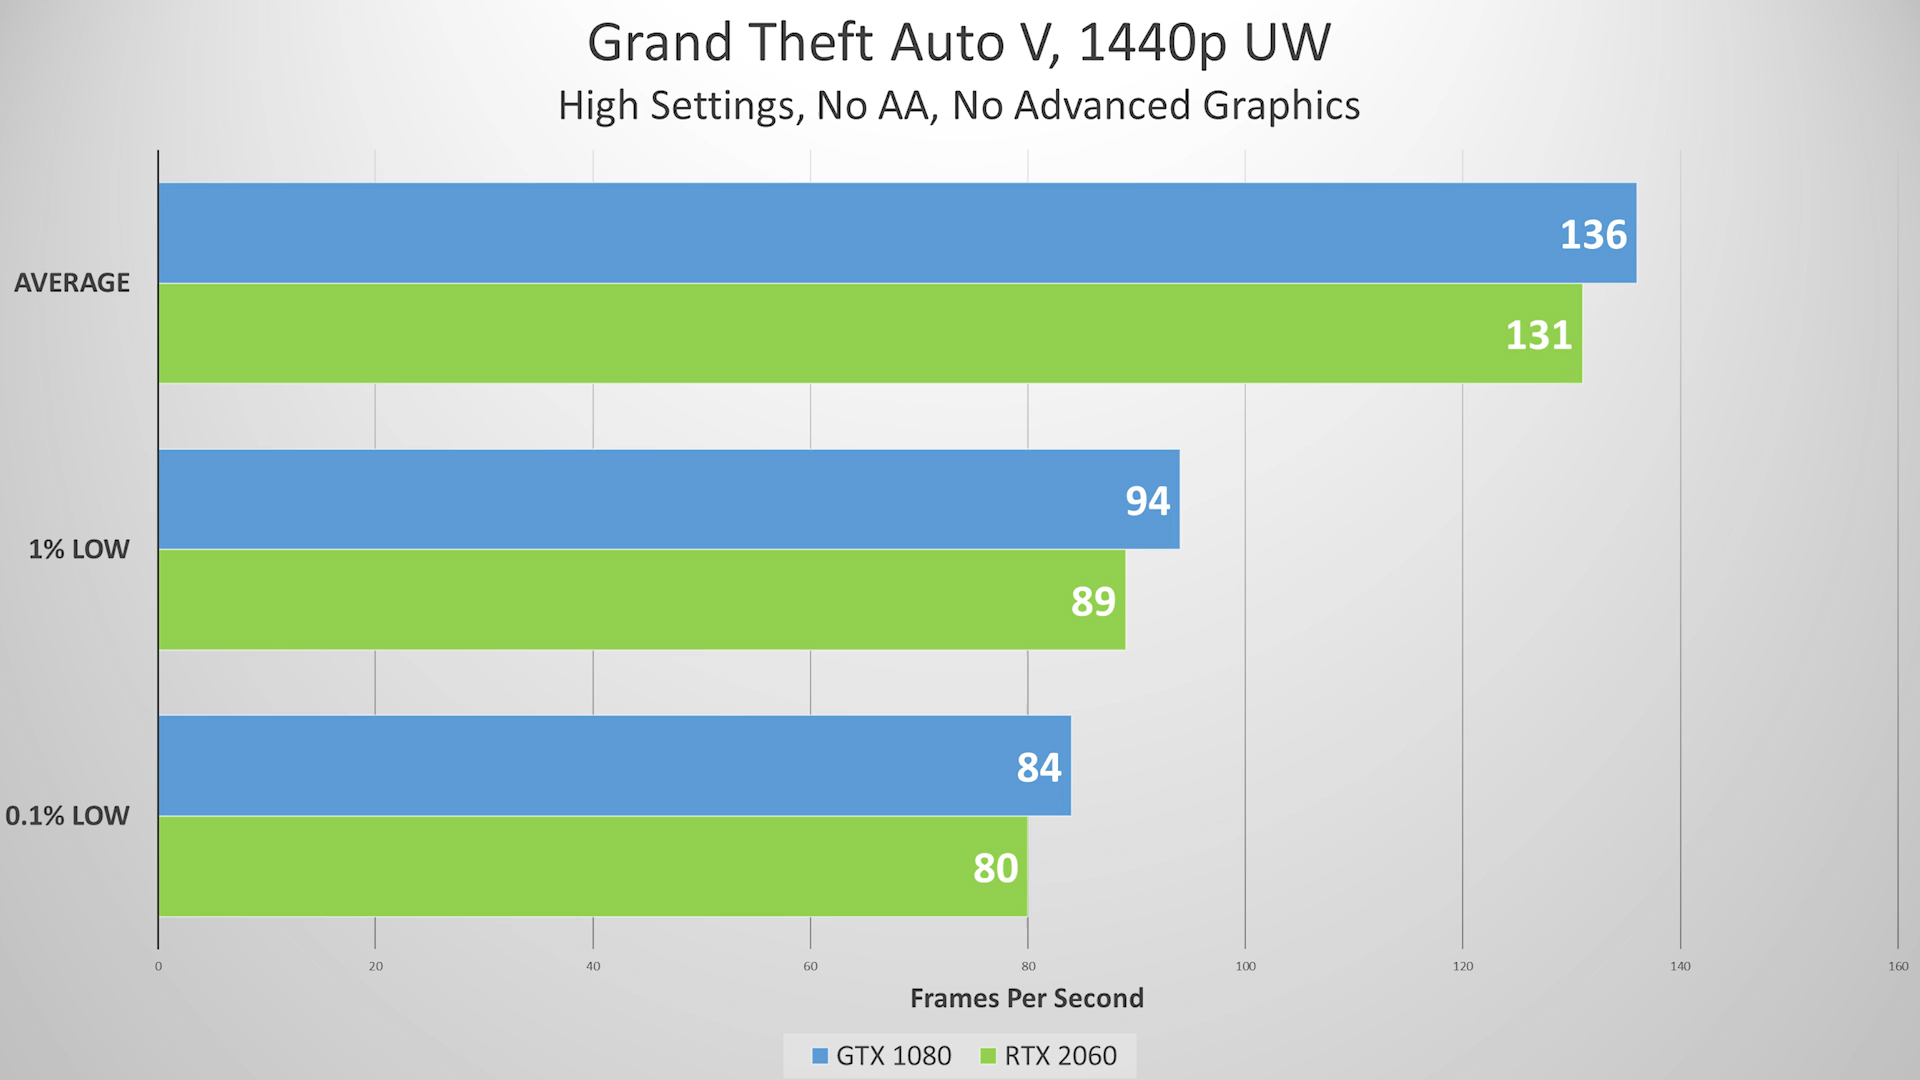 Grand Theft Auto V, 1440p UW
High Settings, No AA, No Advanced Graphics
AVERAGE
136
131
1% LOW
94
89
0.1% LOW
84
80
0 20 40 60 80 100 120 140 160
Frames Per Second
GTX 1080 RTX 2060